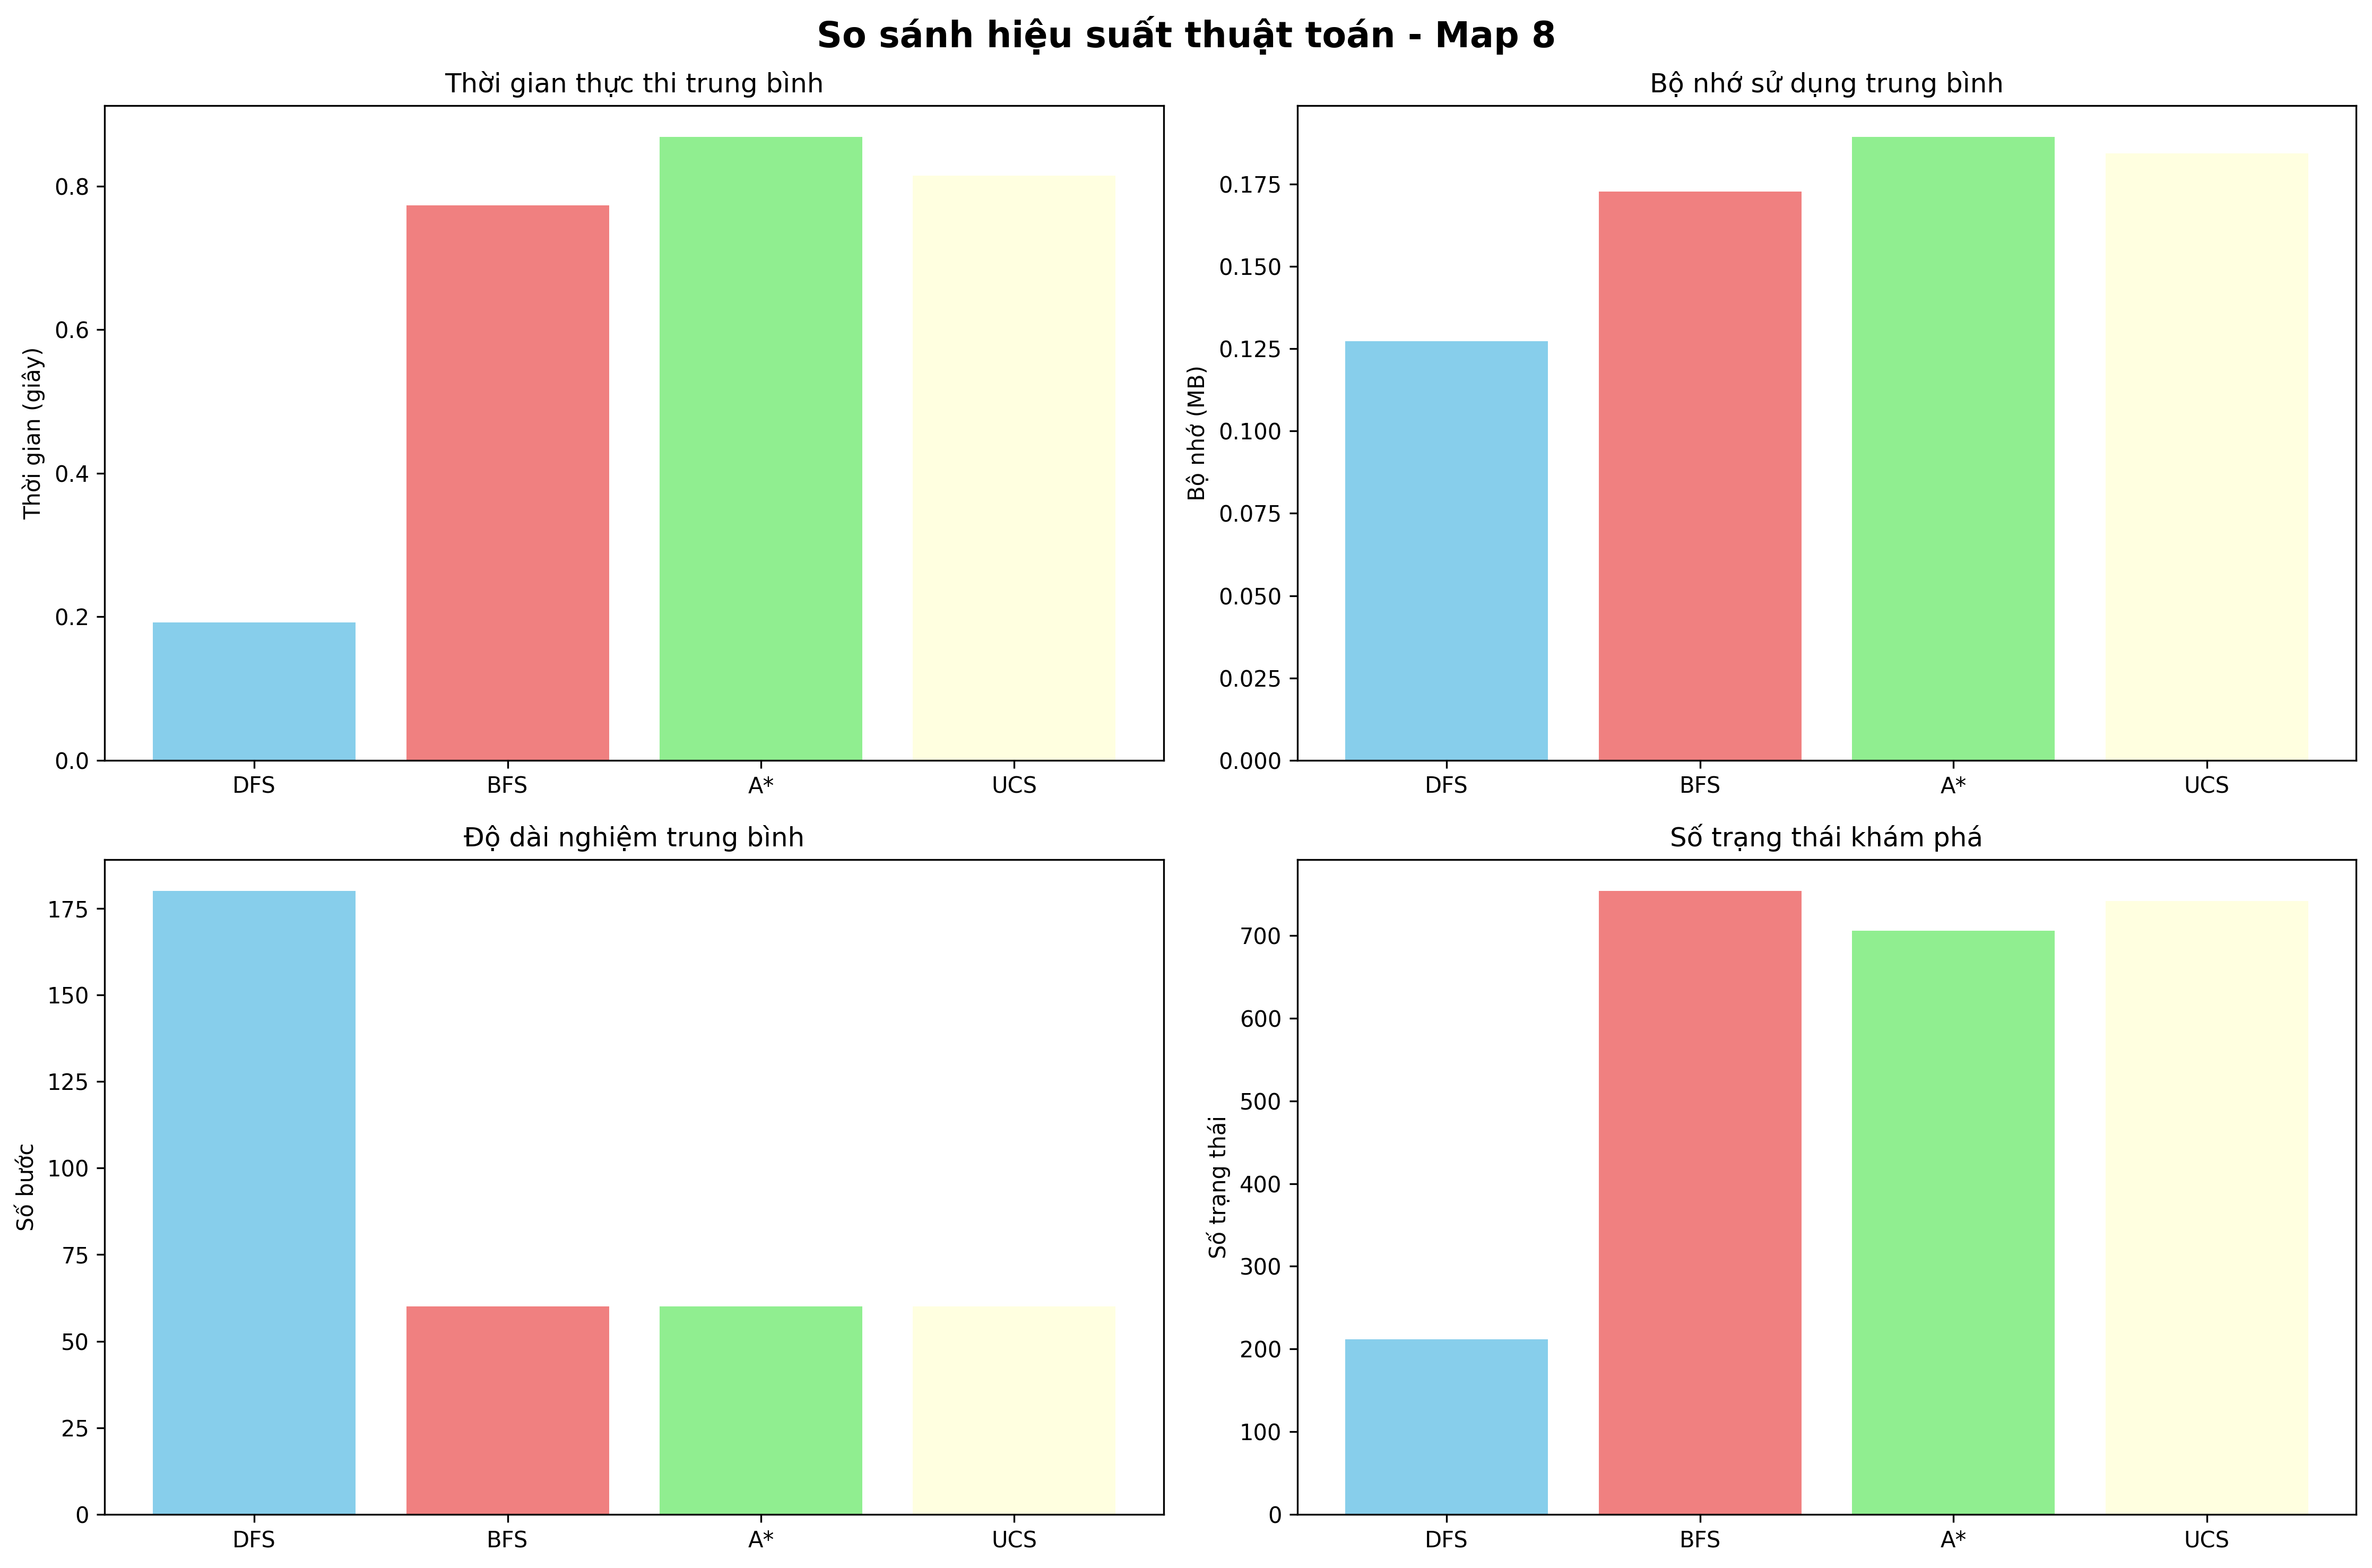 So sánh hiệu suất thuật toán - Map 8
Thời gian thực thi trung bình
Thời gian (giây)
0.8
0.6
0.4
0.2
0.0
DFS BFS A* UCS
Bộ nhớ sử dụng trung bình
Bộ nhớ (MB)
0.175
0.150
0.125
0.100
0.075
0.050
0.025
0.000
DFS BFS A* UCS
Độ dài nghiệm trung bình
Số bước
175
150
125
100
75
50
25
0
DFS BFS A* UCS
Số trạng thái khám phá
Số trạng thái
700
600
500
400
300
200
100
0
DFS BFS A* UCS